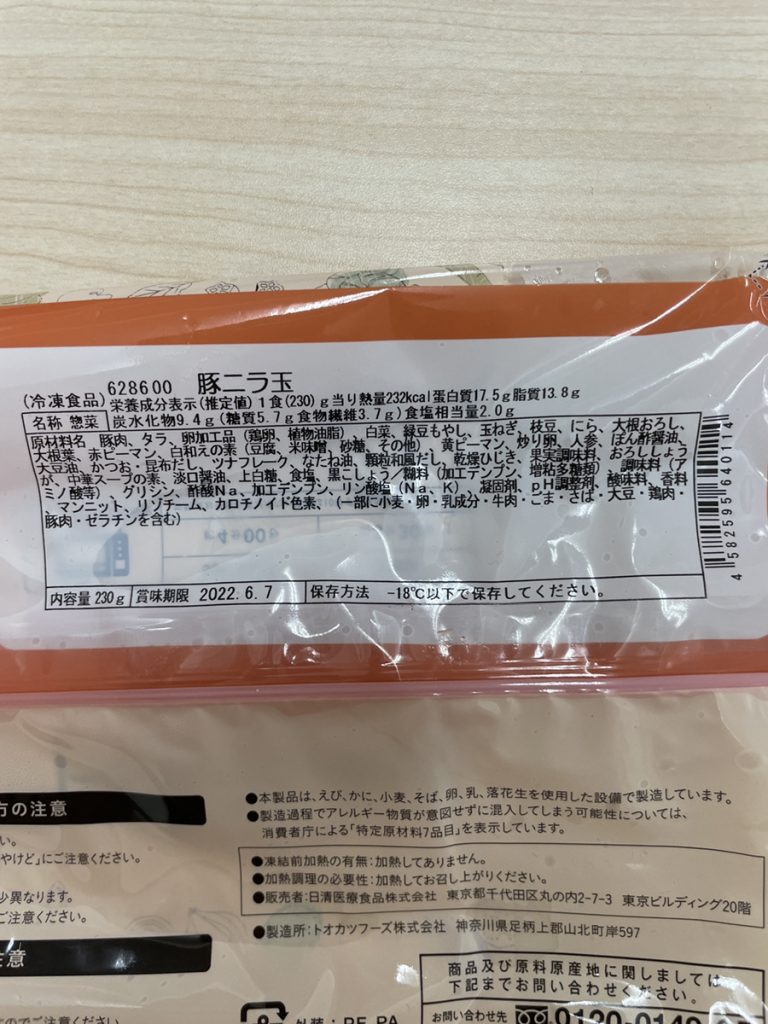 628600 豚ニラ玉
(冷凍食品) 栄養成分表示(推定値) 1食(230)g当り熱量232kcal蛋白質17.5g脂質13.8g
名称 惣菜 炭水化物9.4g(糖質5.7g食物繊維3.7g)食塩相当量2.0g
原材料名 豚肉、タラ、卵加工品(鶏卵、植物油脂) 白菜、緑豆もやし、玉ねぎ、枝豆、にら、大根おろし、
大根葉、赤ピーマン、白和えの素(豆腐、米味噌、砂糖、その他)、黄ピーマン、炒り卵、人参、ぽん酢醤油、
大豆油、かつお・昆布だし、ツナフレーク、なたね油、顆粒和風だし、乾燥ひじき、果実調味料、おろししょう
が、中華スープの素、淡口醤油、上白糖、食塩、黒こしょう/糊料(加工デンプン、増粘多糖類)、調味料(ア
ミノ酸等)、グリシン、酢酸Na、加工デンプン、リン酸塩(Na、K) 凝固剤、pH調整剤、酸味料、香料
、マンニット、リゾチーム、カロチノイド色素、(一部に小麦・卵・乳成分・牛肉・ごま・さば・大豆・鶏肉・
豚肉・ゼラチンを含む)
内容量 230g 賞味期限 2022.6.7 保存方法 -18℃以下で保存してください。
4582595640114
方の注意
い。
やけど」にご注意ください。
少異なります。
ご注意ください。
注意
●本製品は、えび、かに、小麦、そば、卵、乳、落花生を使用した設備で製造しています。
●製造過程でアレルギー物質が意図せずに混入してしまう可能性については、
消費者庁による「特定原材料7品目」を表示しています。
●凍結前加熱の有無:加熱してありません。
●加熱調理の必要性:加熱してお召し上がりください。
●販売者:日清医療食品株式会社 東京都千代田区丸の内2-7-3 東京ビルディング20階
●製造所:トオカツフーズ株式会社 神奈川県足柄上郡山北町岸597
商品及び原料原産地に関しましては
下記までお問い合わせください。
お問い合わせ先 0120-0149
外装:PE,PA
のでご注意ください